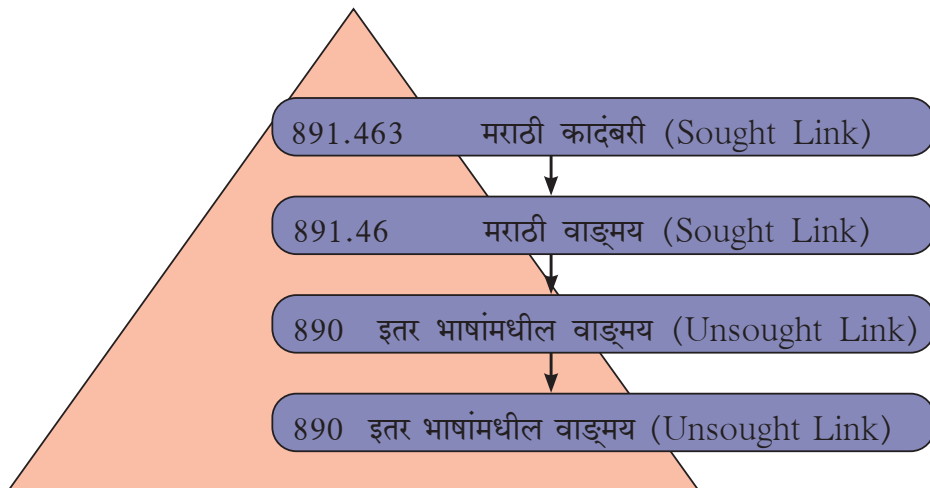 891.463 मराठी कादंबरी (Sought Link)
891.46 मराठी वाङ्‌मय (Sought Link)
890 इतर भाषांमधील वाङ्‌मय (Unsought Link)
890 इतर भाषांमधील वाङ्‌मय (Unsought Link)